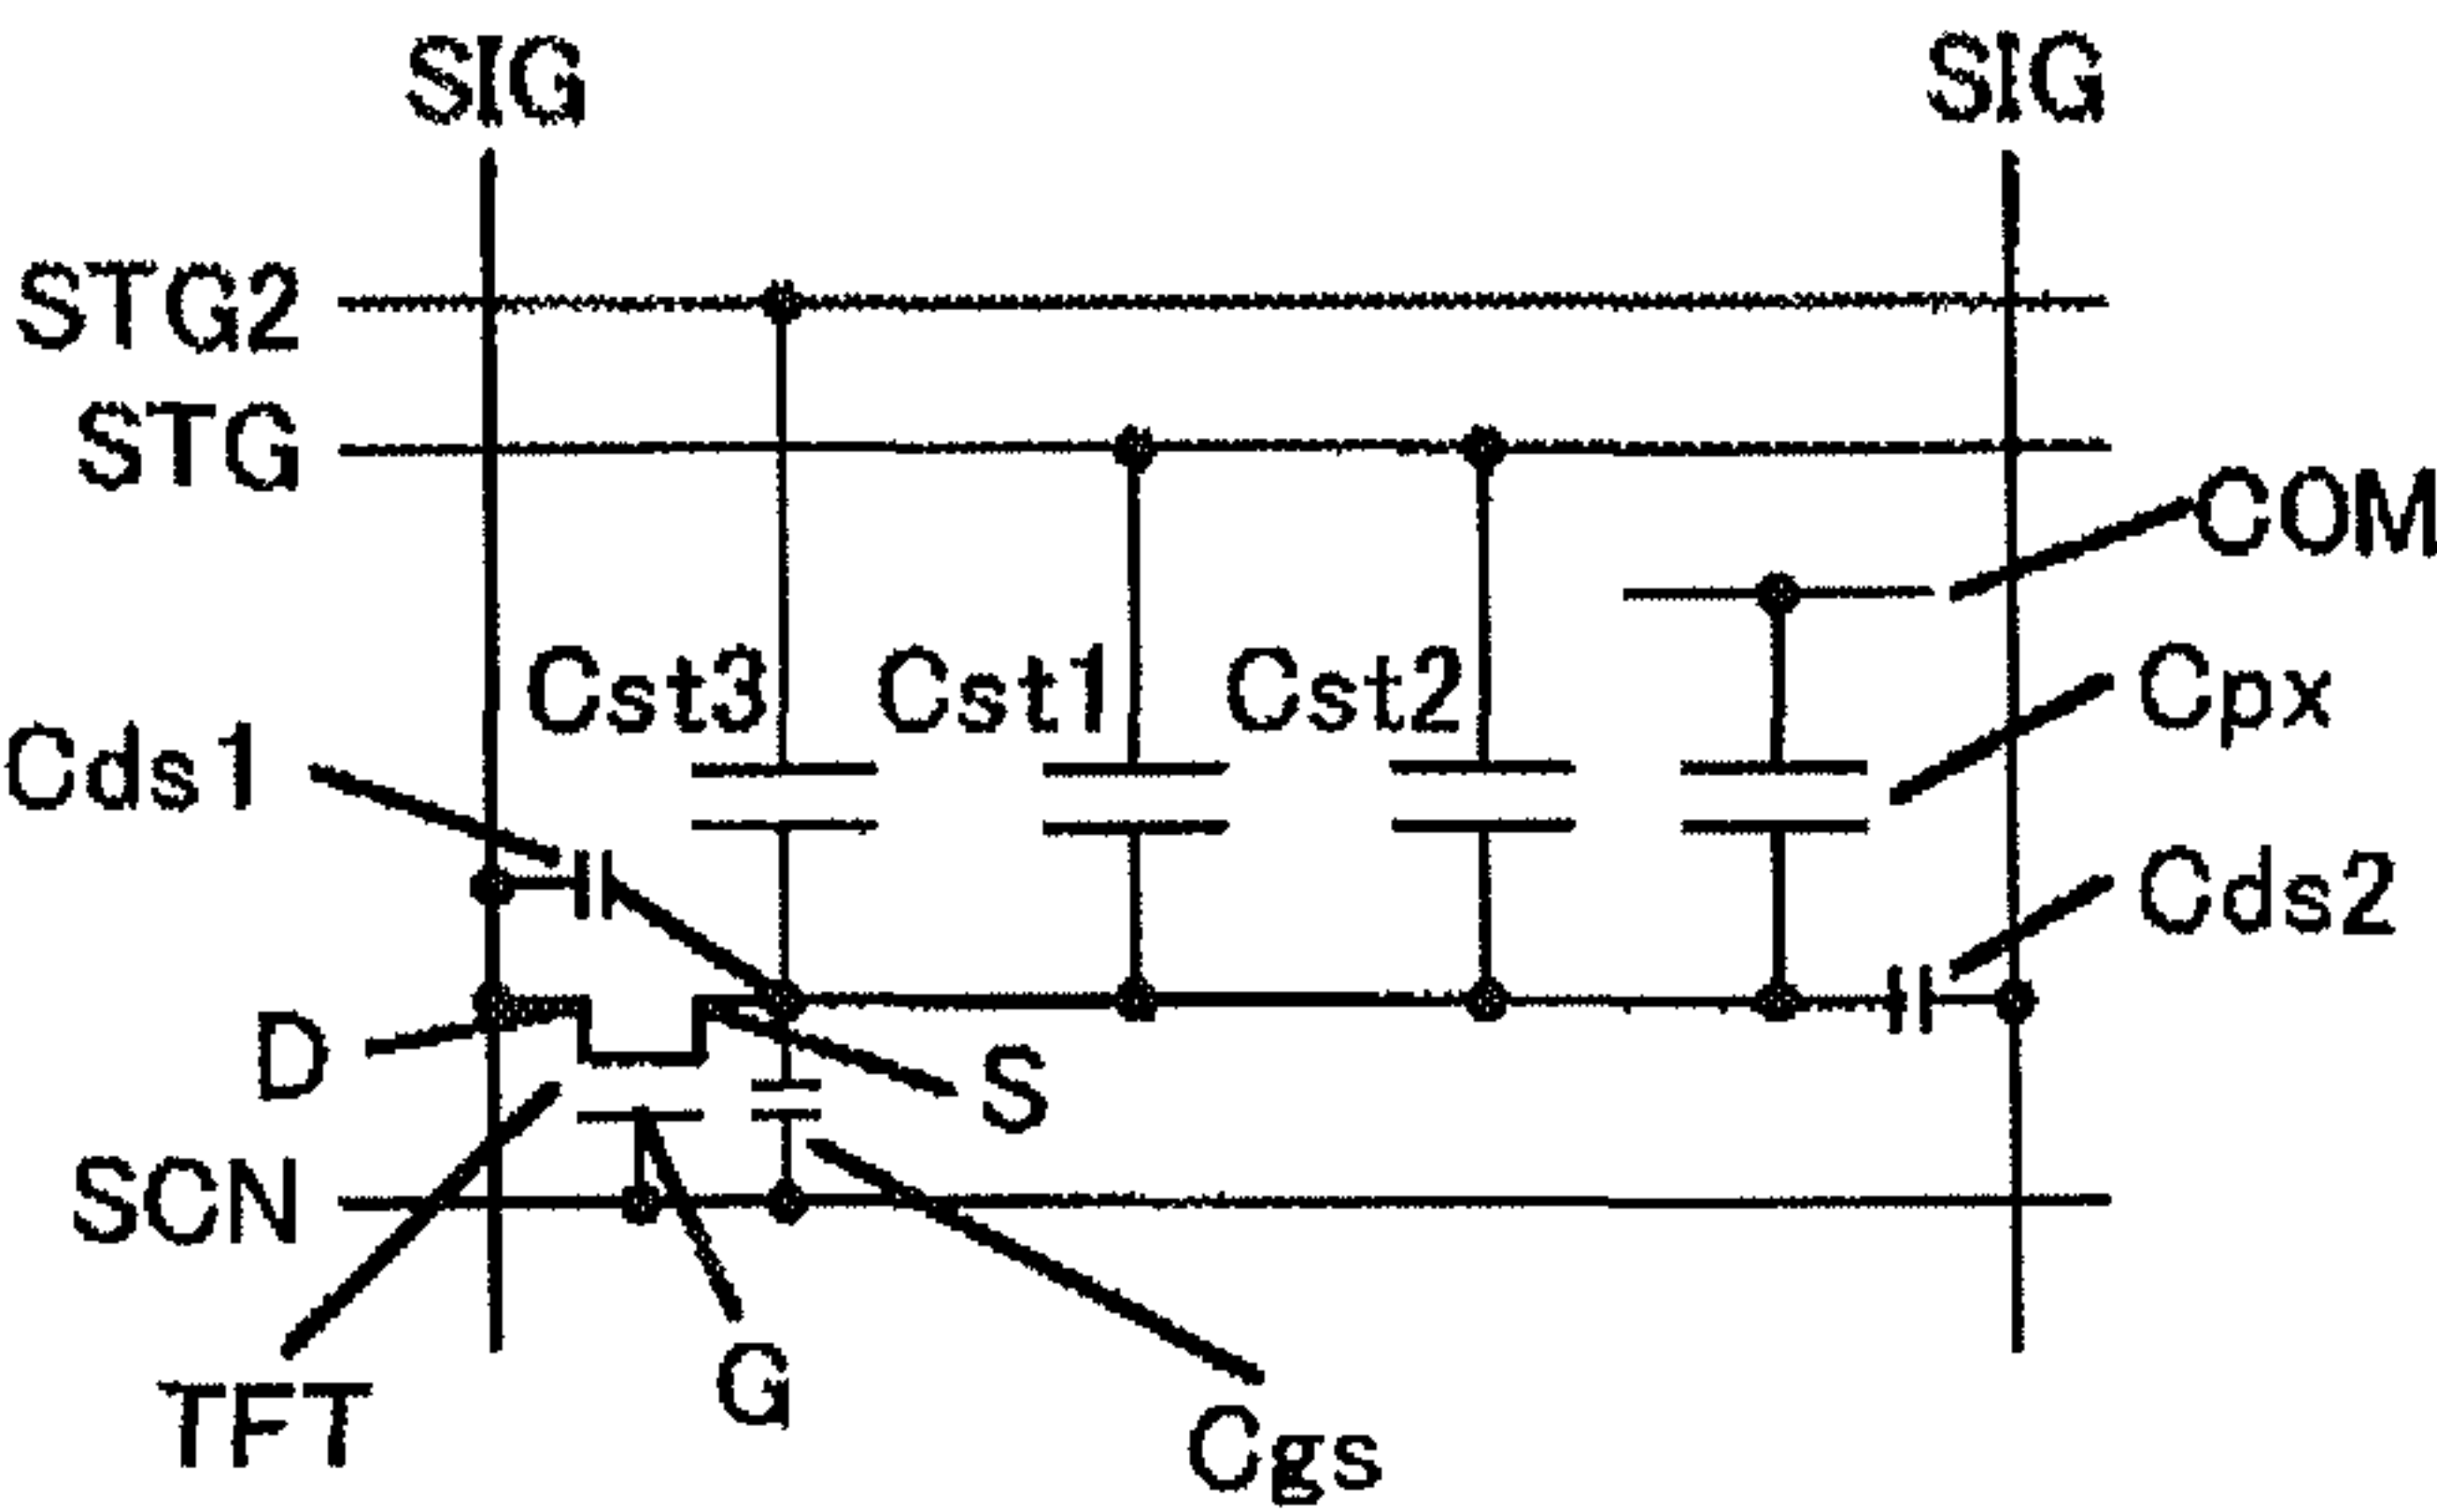 SIG SIG
STG2
STG
COM
Cst3 Cst1 Cst2 Cpx
Cds1
Cds2
D
S
SCN
TFT
G
Cgs